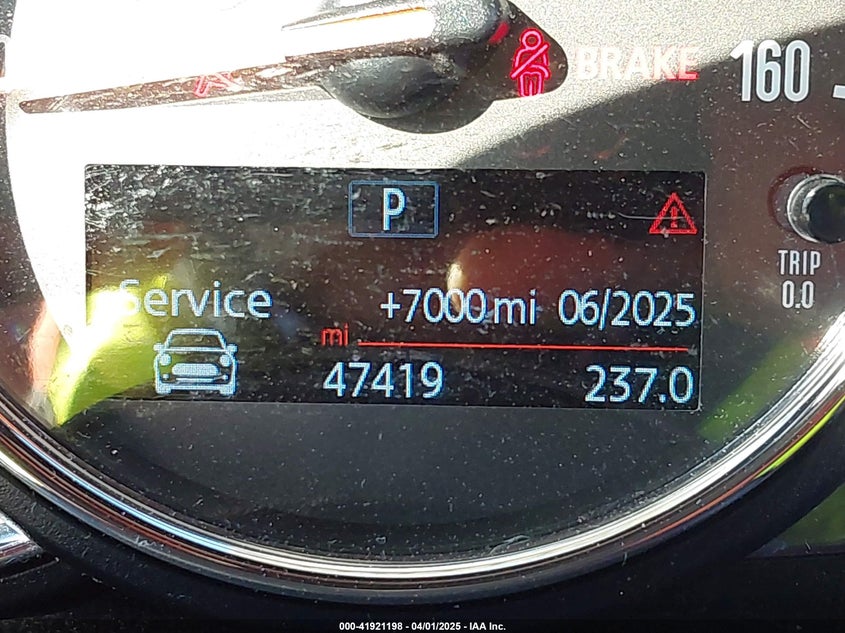 BRAKE 160
P
TRIP
0.0
Service +7000 mi 06/2025
mi
47419 237.0
000-41921198 - 04/01/2025 - IAA Inc.